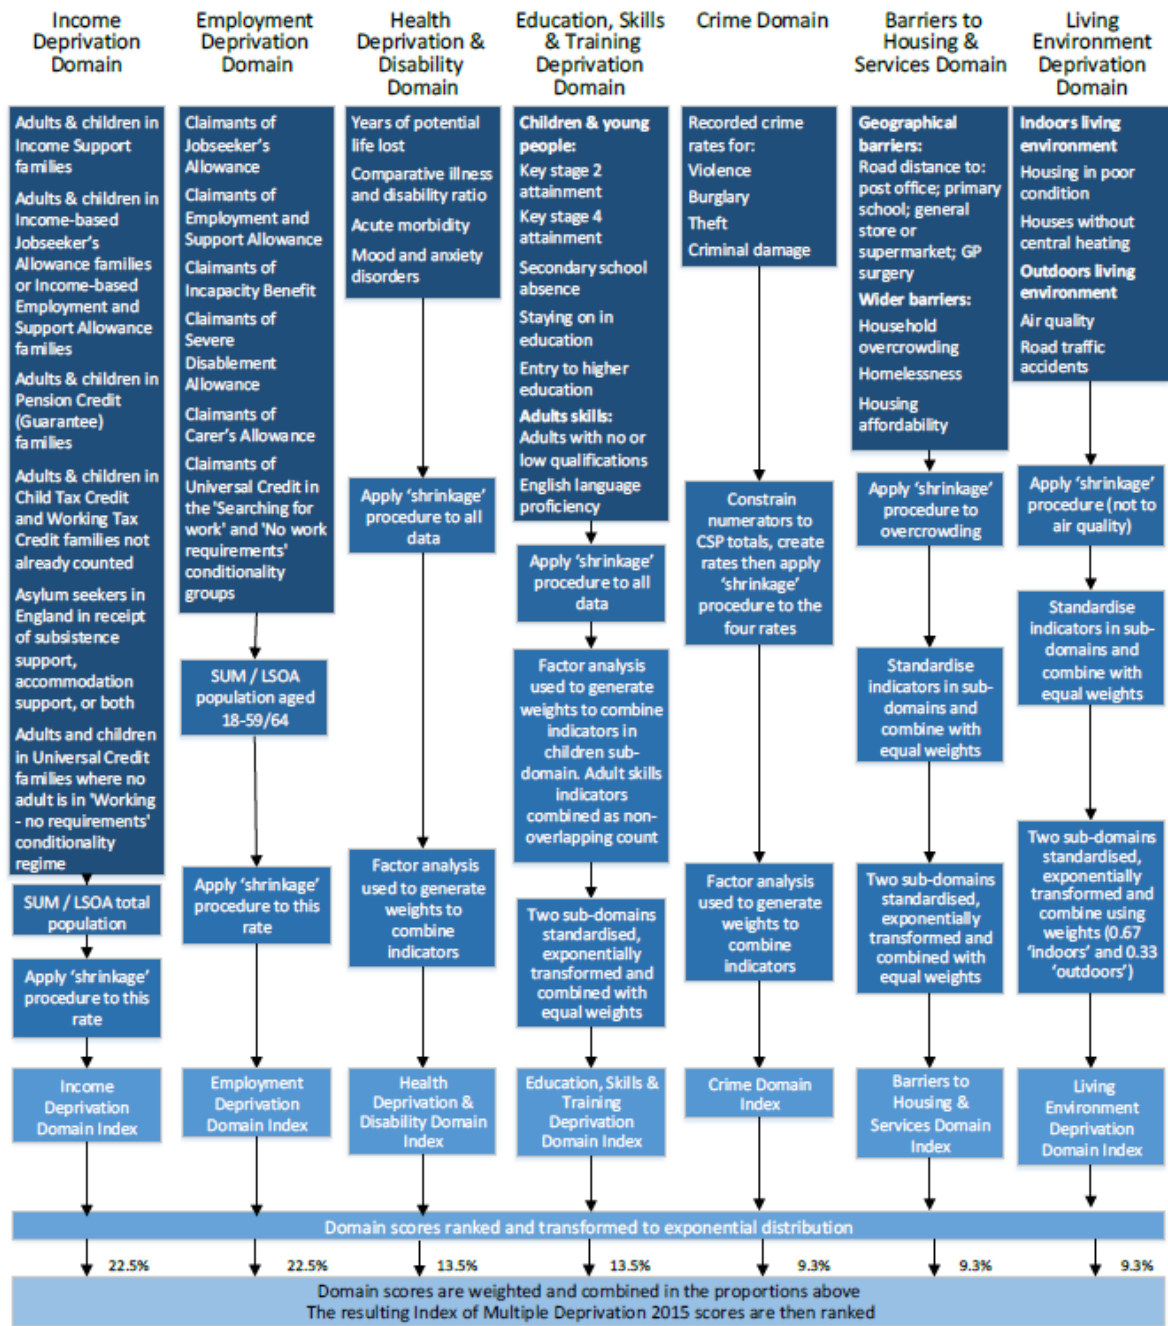 Income
Deprivation
Domain
Employment
Deprivation
Domain
Health
Deprivation &
Disability
Domain
Education, Skills
& Training
Deprivation
Domain
Crime Domain
Barriers to
Housing &
Services Domain
Living
Environment
Deprivation
Domain
Adults & children in
Income Support
families
Adults & children in
Income-based
Jobseeker's
Allowance families
or Income-based
Employment and
Support Allowance
families
Adults & children in
Pension Credit
(Guarantee)
families
Adults & children in
Child Tax Credit
and Working Tax
Credit families not
already counted
Asylum seekers in
England in receipt
of subsistence
support,
accommodation
support, or both
Adults and children
in Universal Credit
families where no
adult is in 'Working
- no requirements'
conditionality
regime
SUM / LSOA total
population
Apply 'shrinkage'
procedure to this
rate
Income
Deprivation
Domain Index
Claimants of
Jobseeker's
Allowance
Claimants of
Employment and
Support Allowance
Claimants of
Incapacity Benefit
Claimants of
Severe
Disablement
Allowance
Claimants of
Carer's Allowance
Claimants of
Universal Credit in
the 'Searching for
work' and 'No work
requirements'
conditionality
groups
SUM / LSOA
population aged
18-59/64
Apply 'shrinkage'
procedure to this
rate
Employment
Deprivation
Domain Index
Years of potential
life lost
Comparative illness
and disability ratio
Acute morbidity
Mood and anxiety
disorders
Apply 'shrinkage'
procedure to all
data
Factor analysis
used to generate
weights to
combine
indicators
Health
Deprivation &
Disability Domain
Index
Children & young
people:
Key stage 2
attainment
Key stage 4
attainment
Secondary school
absence
Staying on in
education
Entry to higher
education
Adults skills:
Adults with no or
low qualifications
English language
proficiency
Apply 'shrinkage'
procedure to all
data
Factor analysis
used to generate
weights to combine
indicators in
children sub-
domain. Adult skills
indicators
combined as non-
overlapping count
Two sub-domains
standardised,
exponentially
transformed and
combined with
equal weights
Education, Skills &
Training
Deprivation
Domain Index
Recorded crime
rates for:
Violence
Burglary
Theft
Criminal damage
Constrain
numerators to
CSP totals, create
rates then apply
'shrinkage'
procedure to the
four rates
Factor analysis
used to generate
weights to
combine
indicators
Crime Domain
Index
Geographical
barriers:
Road distance to:
post office; primary
school; general
store or
supermarket; GP
surgery
Wider barriers:
Household
overcrowding
Homelessness
Housing
affordability
Apply 'shrinkage'
procedure to
overcrowding
Standardise
indicators in sub-
domains and
combine with
equal weights
Two sub-domains
standardised,
exponentially
transformed and
combined with
equal weights
Barriers to
Housing &
Services Domain
Index
Indoors living
environment
Housing in poor
condition
Houses without
central heating
Outdoors living
environment
Air quality
Road traffic
accidents
Apply 'shrinkage'
procedure (not to
air quality)
Standardise
indicators in sub-
domains and
combine with
equal weights
Two sub-domains
standardised,
exponentially
transformed and
combine using
weights (0.67
'indoors' and 0.33
'outdoors')
Living
Environment
Deprivation
Domain Index
Domain scores ranked and transformed to exponential distribution
22.5%
22.5%
13.5%
13.5%
9.3%
9.3%
9.3%
Domain scores are weighted and combined in the proportions above
The resulting Index of Multiple Deprivation 2015 scores are then ranked